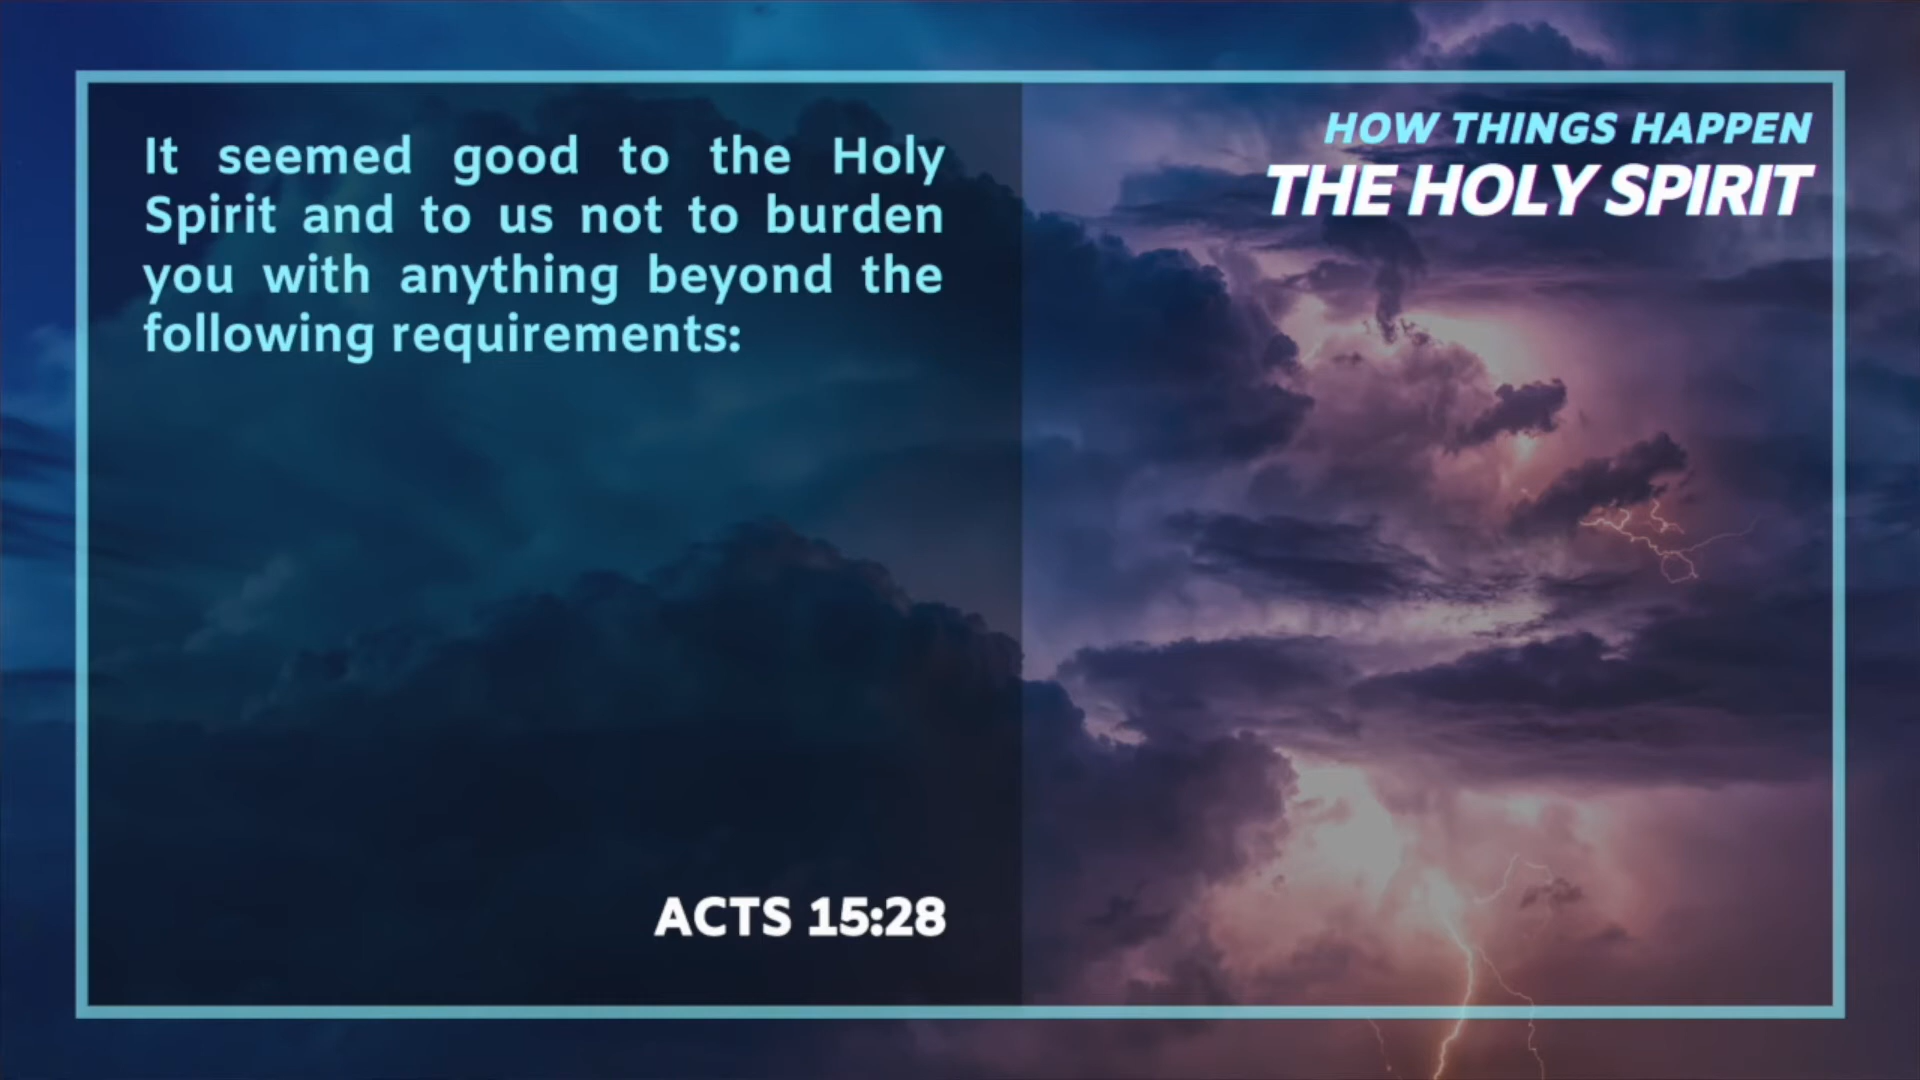 It seemed good to the Holy
Spirit and to us not to burden
you with anything beyond the
following requirements:
ACTS 15:28
HOW THINGS HAPPEN
THE HOLY SPIRIT